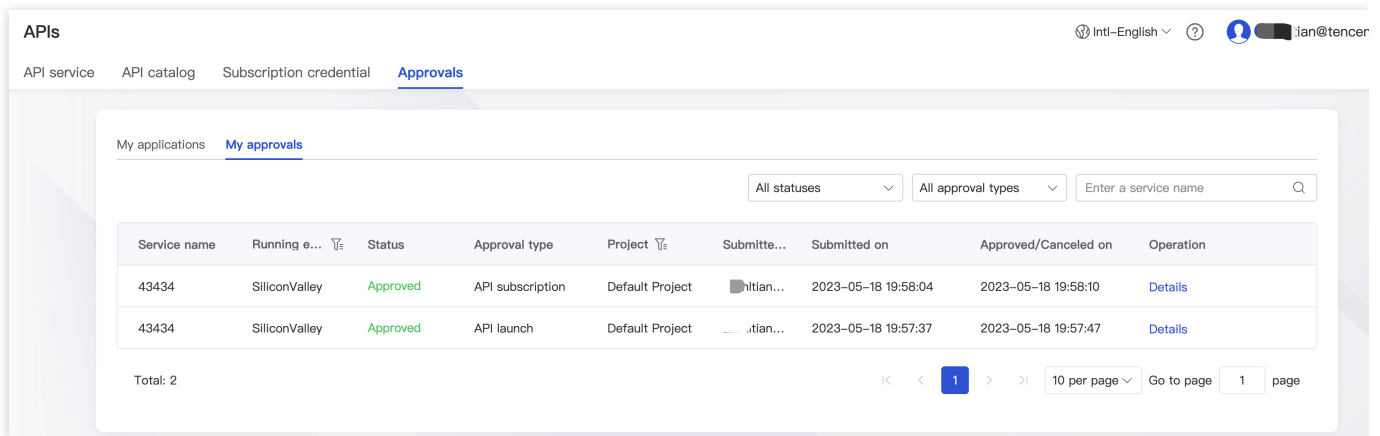 APIs
Intl-English
:ian@tencer
API service API catalog Subscription credential Approvals
My applications My approvals
All statuses All approval types Enter a service name
Service name Running e... Status Approval type Project Submitte... Submitted on Approved/Canceled on Operation
43434 SiliconValley Approved API subscription Default Project hltian... 2023-05-18 19:58:04 2023-05-18 19:58:10 Details
43434 SiliconValley Approved API launch Default Project itian... 2023-05-18 19:57:37 2023-05-18 19:57:47 Details
Total: 2 1 10 per page Go to page 1 page